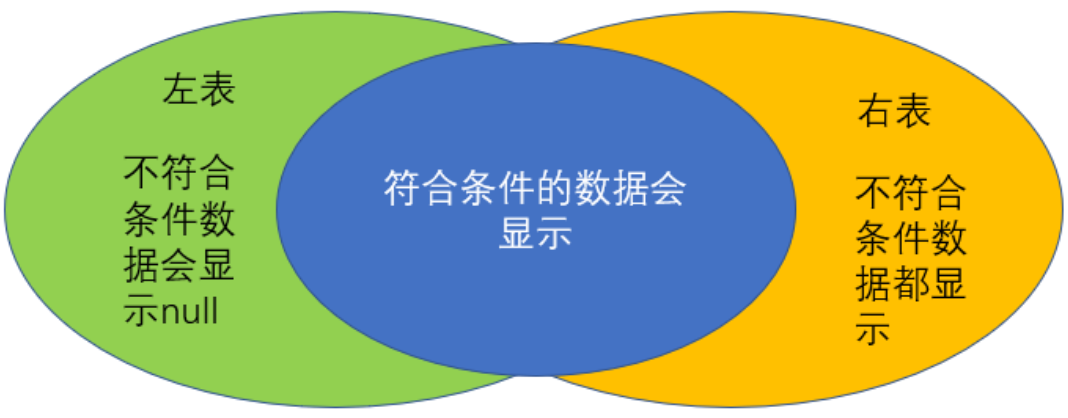 左表
不符合
条件数
据会显
示null
符合条件的数据会
显示
右表
不符合
条件数
据都显
示